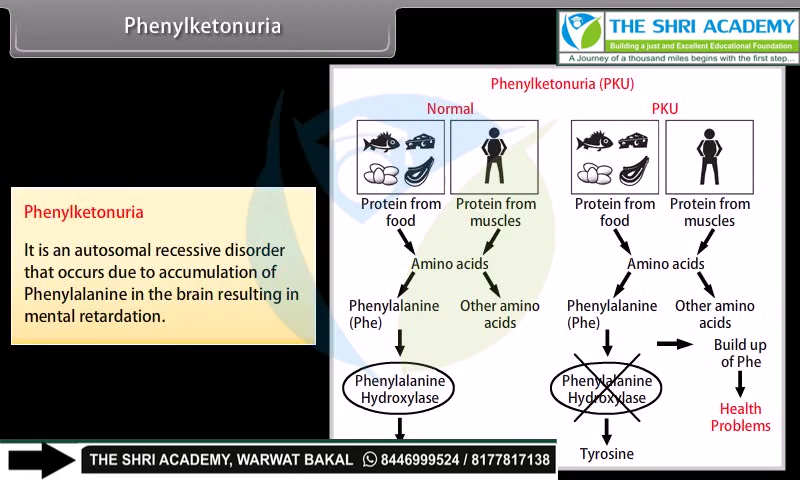 Phenylketonuria
THE SHRI ACADEMY
Building a just and Excellent Educational Foundation
A Journey of a thousand miles begins with the first step...
Phenylketonuria
It is an autosomal recessive disorder
that occurs due to accumulation of
Phenylalanine in the brain resulting in
mental retardation.
Phenylketonuria (PKU)
Normal
Protein from
food
Protein from
muscles
Amino acids
Phenylalanine
(Phe)
Other amino
acids
Phenylalanine
Hydroxylase
PKU
Protein from
food
Protein from
muscles
Amino acids
Phenylalanine
(Phe)
Other amino
acids
Build up
of Phe
Phenylalanine
Hydroxylase
Health
Problems
Tyrosine
THE SHRI ACADEMY, WARWAT BAKAL 8446999524 / 8177817138